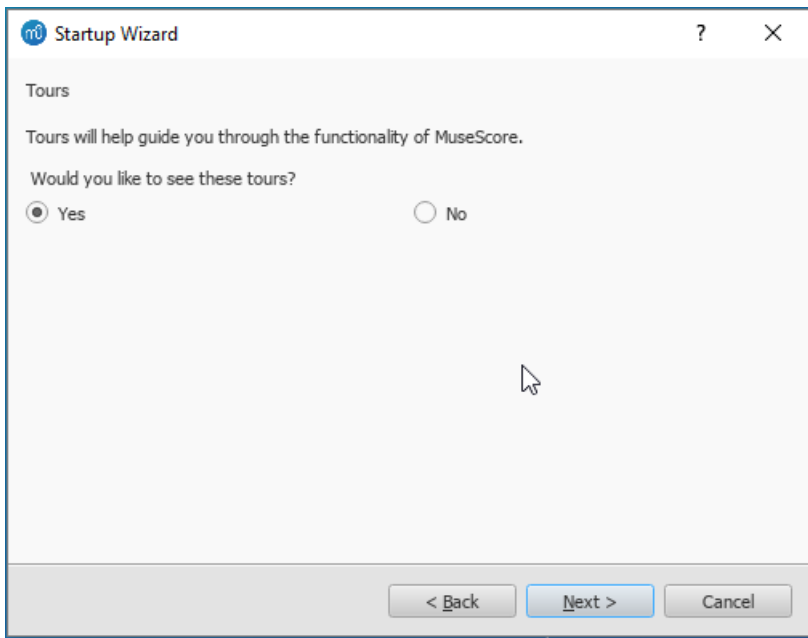 Startup Wizard
Tours
Tours will help guide you through the functionality of MuseScore.
Would you like to see these tours?
Yes No
< Back Next > Cancel